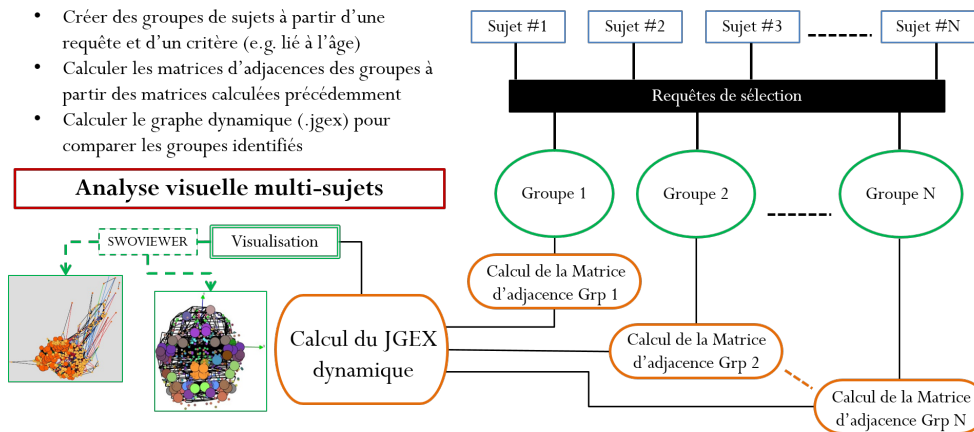 • Créer des groupes de sujets à partir d'une
requête et d'un critère (e.g. lié à l'âge)
• Calculer les matrices d'adjacences des groupes à
partir des matrices calculées précédemment
• Calculer le graphe dynamique (.jgex) pour
comparer les groupes identifiés
Analyse visuelle multi-sujets
Sujet #1
Sujet #2
Sujet #3
Sujet #N
Requêtes de sélection
Groupe 1
Groupe 2
Groupe N
SWOVIEWER
Visualisation
Calcul de la Matrice
d'adjacence Grp 1
Calcul du JGEX
dynamique
Calcul de la Matrice
d'adjacence Grp 2
Calcul de la Matrice
d'adjacence Grp N